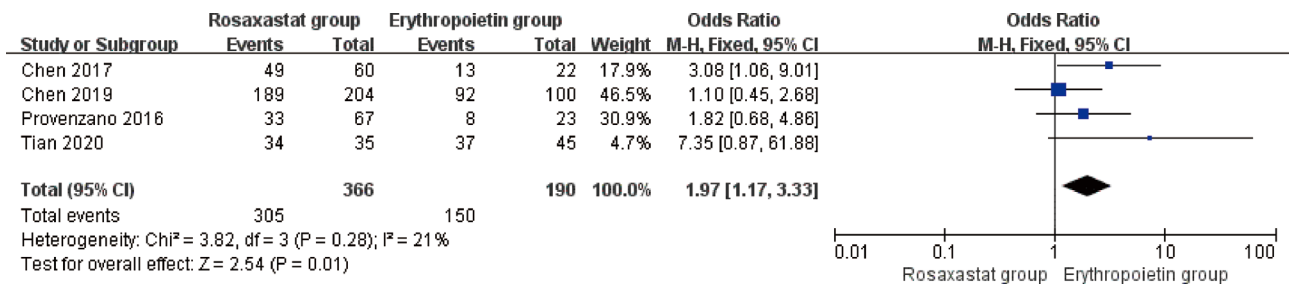 Rosaxastat group Erythropoietin group Odds Ratio Odds Ratio
Study or Subgroup Events Total Events Total Weight M-H, Fixed, 95% CI M-H, Fixed, 95% CI
Chen 2017 49 60 13 22 17.9% 3.08 [1.06, 9.01]
Chen 2019 189 204 92 100 46.5% 1.10 [0.45, 2.68]
Provenzano 2016 33 67 8 23 30.9% 1.82 [0.68, 4.86]
Tian 2020 34 35 37 45 4.7% 7.35 [0.87, 61.88]
Total (95% CI) 366 190 100.0% 1.97 [1.17, 3.33]
Total events 305 150
Heterogeneity: Chi² = 3.82, df = 3 (P = 0.28); I² = 21%
Test for overall effect: Z = 2.54 (P = 0.01)
0.01 0.1 1 10 100
Rosaxastat group Erythropoietin group